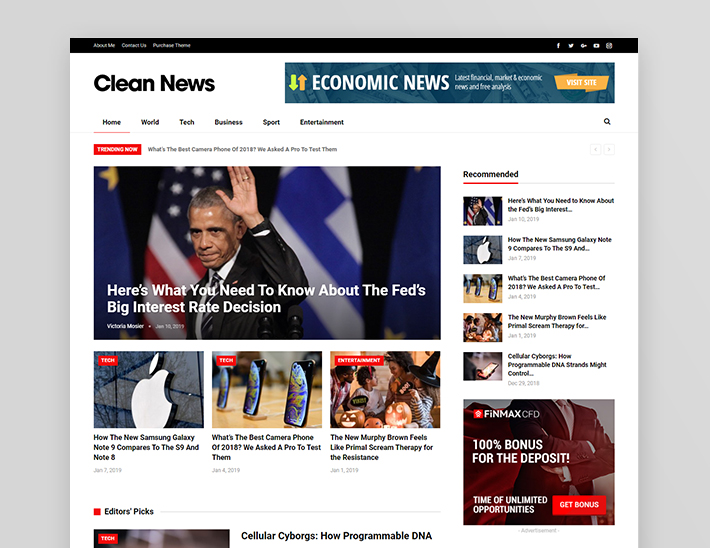 About Me Contact Us Purchase Theme
Clean News
ECONOMIC NEWS
Latest financial, market & economic
news and free analysis
VISIT SITE
Home World Tech Business Sport Entertainment
TRENDING NOW What's The Best Camera Phone Of 2018? We Asked A Pro To Test Them
Here's What You Need To Know About The Fed's
Big Interest Rate Decision
Victoria Mosier • Jan 10, 2019
TECH
How The New Samsung Galaxy
Note 9 Compares To The S9 And
Note 8
Jan 7, 2019
TECH
What's The Best Camera Phone
Of 2018? We Asked A Pro To Test
Them
Jan 4, 2019
ENTERTAINMENT
The New Murphy Brown Feels
Like Primal Scream Therapy for
the Resistance
Jan 1, 2019
Editors' Picks
TECH
Cellular Cyborgs: How Programmable DNA
Recommended
Here's What You Need to Know About
the Fed's Big Interest…
Jan 10, 2019
How The New Samsung Galaxy Note
9 Compares To The S9 And…
Jan 7, 2019
What's The Best Camera Phone Of
2018? We Asked A Pro To Test…
Jan 4, 2019
The New Murphy Brown Feels Like
Primal Scream Therapy for…
Jan 1, 2019
Cellular Cyborgs: How
Programmable DNA Strands Might
Control…
Dec 29, 2018
FiNMAXCFD
100% BONUS
FOR THE DEPOSIT!
TIME OF UNLIMITED
OPPORTUNITIES
GET BONUS
- Advertisement -